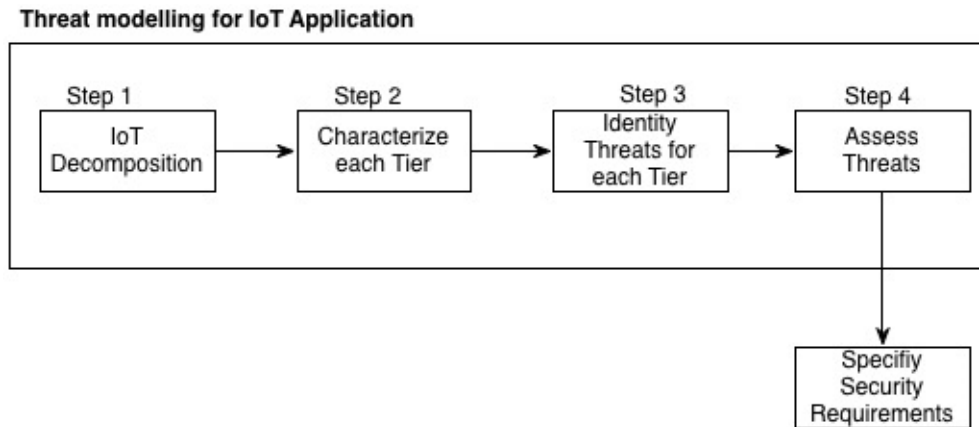 Threat modelling for IoT Application
Step 1
IoT
Decomposition
Step 2
Characterize
each Tier
Step 3
Identity
Threats for
each Tier
Step 4
Assess
Threats
Specifiy
Security
Requirements